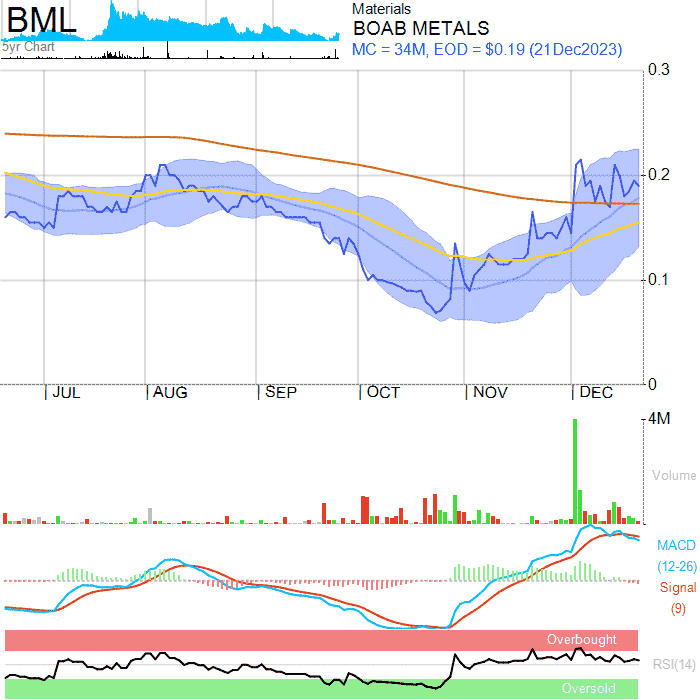 BML
5yr Chart
Materials
BOAB METALS
MC = 34M, EOD = $0.19 (21Dec2023)
0.3
0.2
0.1
0
JUL
AUG
SEP
OCT
NOV
DEC
4M
Volume
MACD
(12-26)
Signal
(9)
Overbought
RSI(14)
Oversold